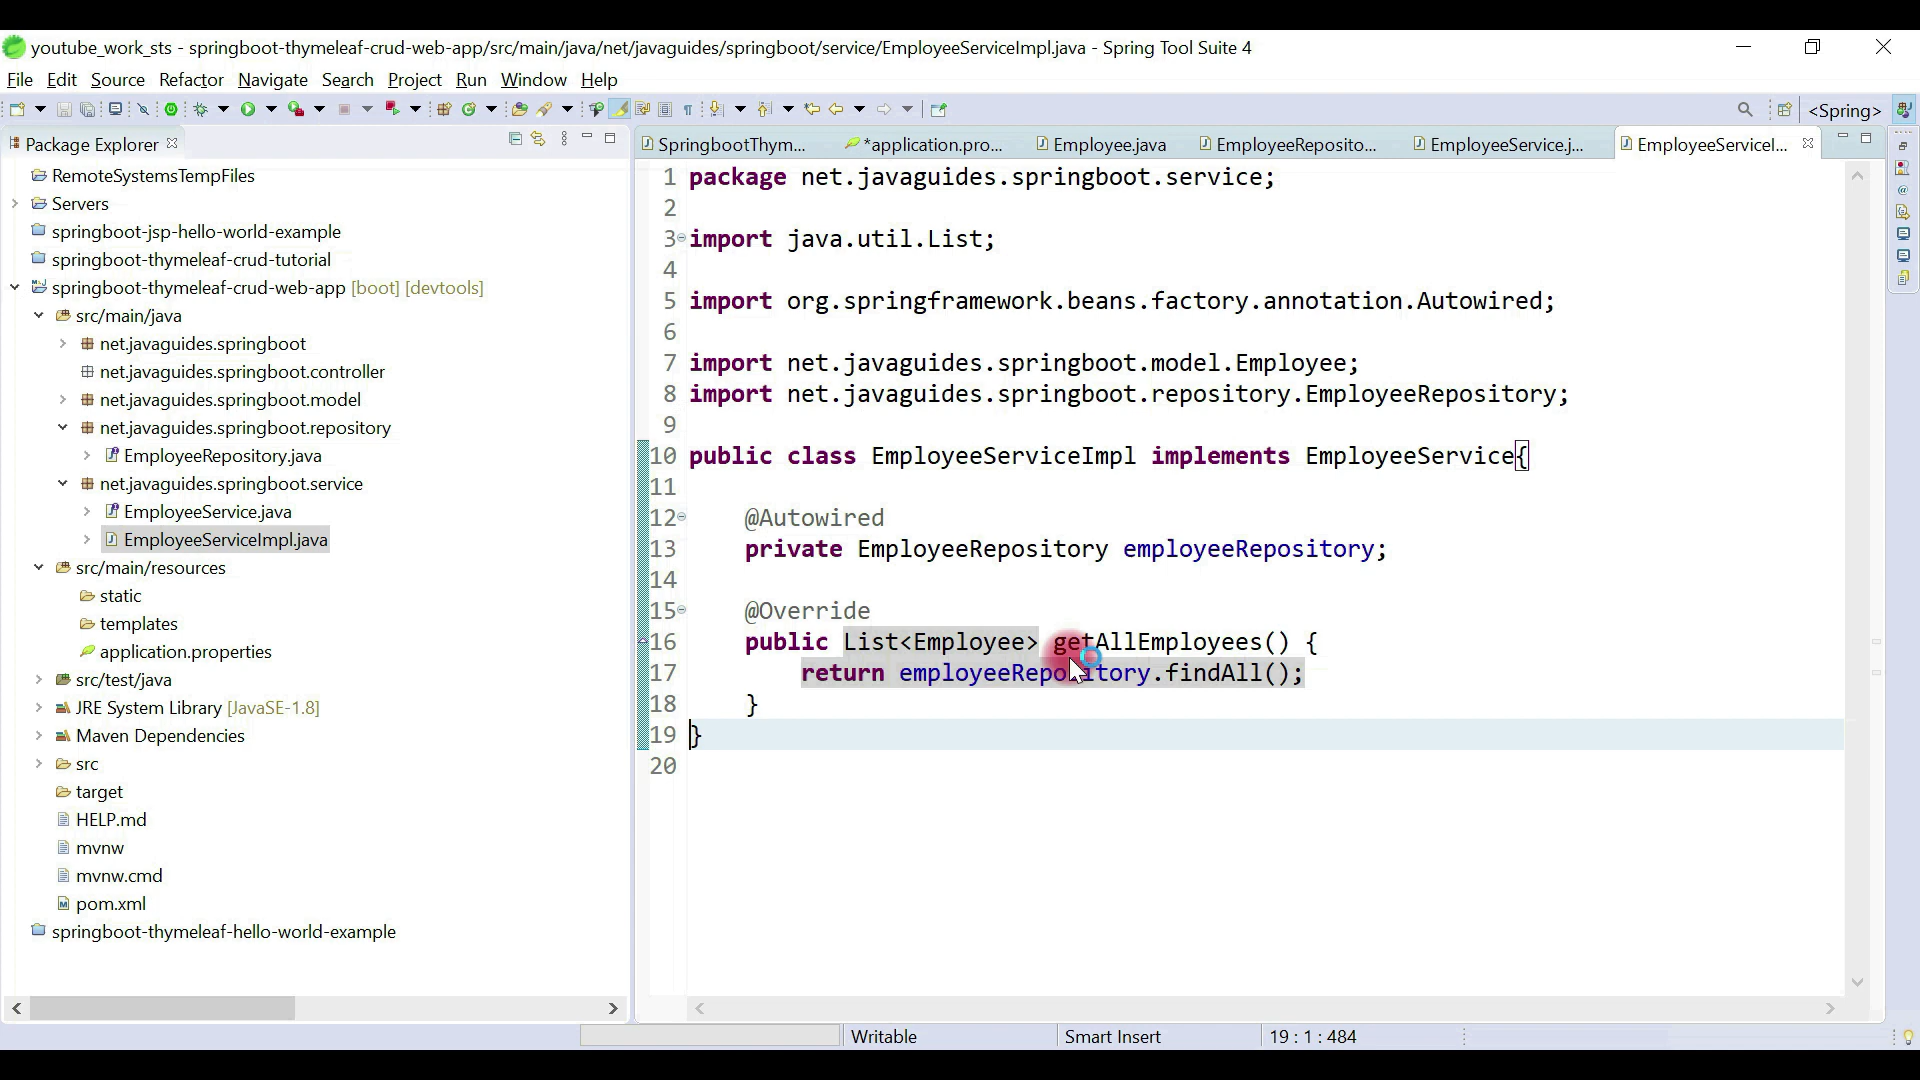 youtube_work_sts - springboot-thymeleaf-crud-web-app/src/main/java/net/javaguides/springboot/service/EmployeeServiceImpl.java - Spring Tool Suite 4
File Edit Source Refactor Navigate Search Project Run Window Help
<Spring>
Package Explorer
RemoteSystemsTempFiles
Servers
springboot-jsp-hello-world-example
springboot-thymeleaf-crud-tutorial
springboot-thymeleaf-crud-web-app [boot] [devtools]
src/main/java
net.javaguides.springboot
net.javaguides.springboot.controller
net.javaguides.springboot.model
net.javaguides.springboot.repository
EmployeeRepository.java
net.javaguides.springboot.service
EmployeeService.java
EmployeeServiceImpl.java
src/main/resources
static
templates
application.properties
src/test/java
JRE System Library [JavaSE-1.8]
Maven Dependencies
src
target
HELP.md
mvnw
mvnw.cmd
pom.xml
springboot-thymeleaf-hello-world-example
SpringbootThym... *application.pro... Employee.java EmployeeReposito... EmployeeService.j... EmployeeServiceI...
1 package net.javaguides.springboot.service;
2
3 import java.util.List;
4
5 import org.springframework.beans.factory.annotation.Autowired;
6
7 import net.javaguides.springboot.model.Employee;
8 import net.javaguides.springboot.repository.EmployeeRepository;
9
10 public class EmployeeServiceImpl implements EmployeeService{
11
12 @Autowired
13 private EmployeeRepository employeeRepository;
14
15 @Override
16 public List<Employee> getAllEmployees() {
17 return employeeRepository.findAll();
18 }
19 }
20
Writable Smart Insert 19 : 1 : 484